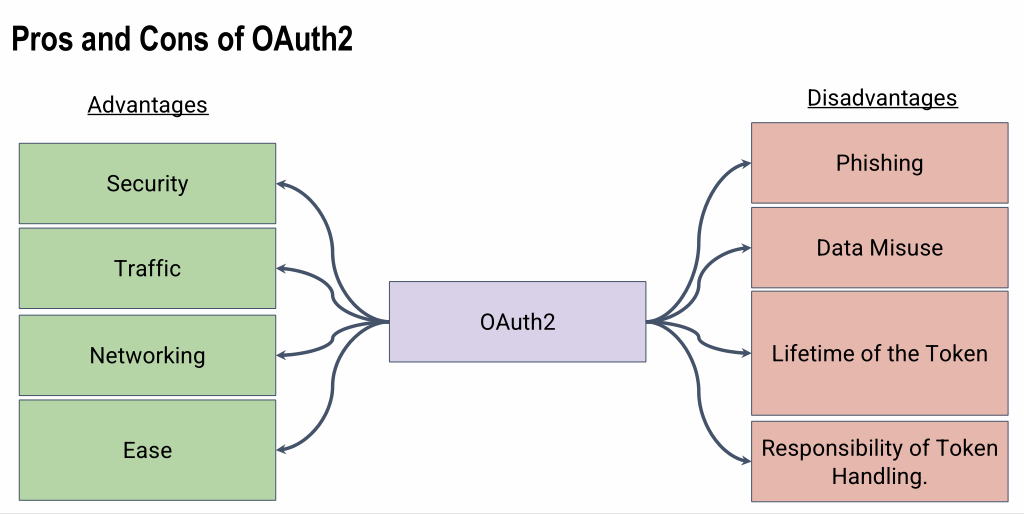 Pros and Cons of OAuth2
Advantages
Security
Traffic
Networking
Ease
OAuth2
Disadvantages
Phishing
Data Misuse
Lifetime of the Token
Responsibility of Token
Handling.